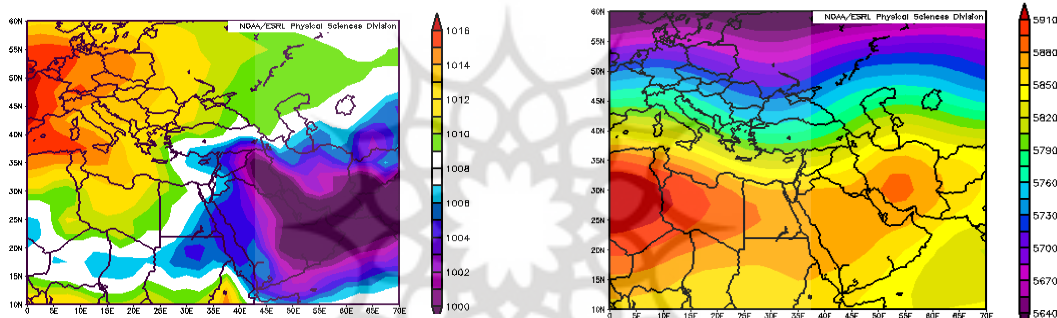 NOAA/ESRL Physical Sciences Division
60N
55N
50N
45N
40N
35N
30N
25N
20N
15N
10N
0 5E 10E 15E 20E 25E 30E 35E 40E 45E 50E 55E 60E 65E 70E
1016
1014
1012
1010
1008
1006
1004
1002
1000
NOAA/ESRL Physical Sciences Division
60N
55N
50N
45N
40N
35N
30N
25N
20N
15N
10N
0 5E 10E 15E 20E 25E 30E 35E 40E 45E 50E 55E 60E 65E 70E
5910
5880
5850
5820
5790
5760
5730
5700
5670
5640